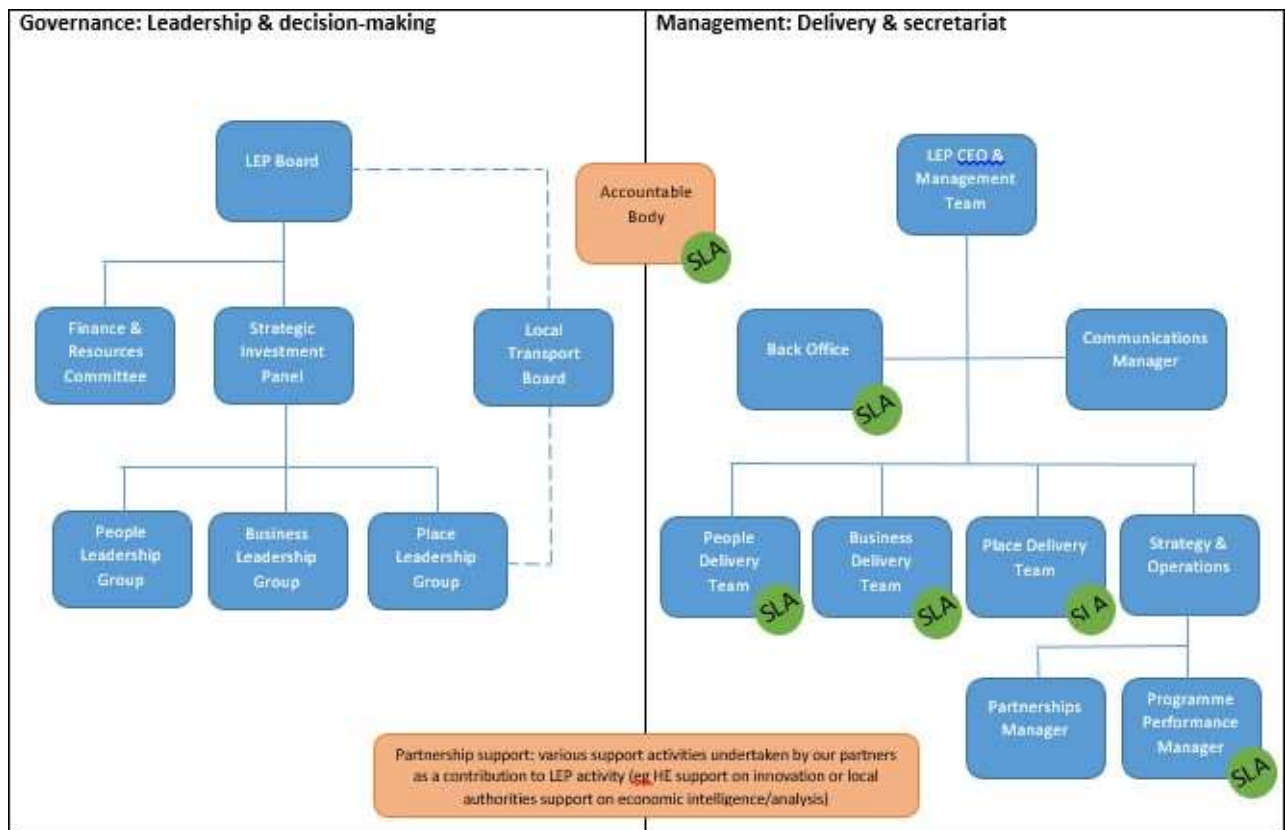 Governance: Leadership & decision-making
Management: Delivery & secretariat
LEP Board
Accountable
Body
SLA
LEP CEO &
Management
Team
Finance &
Resources
Committee
Strategic
Investment
Panel
Local
Transport
Board
Back Office
SLA
Communications
Manager
People
Leadership
Group
Business
Leadership
Group
Place
Leadership
Group
People
Delivery
Team
SLA
Business
Delivery
Team
SLA
Place Delivery
Team
SLA
Strategy &
Operations
Partnerships
Manager
Programme
Performance
Manager
SLA
Partnership support: various support activities undertaken by our partners
as a contribution to LEP activity (eg HE support on innovation or local
authorities support on economic intelligence/analysis)